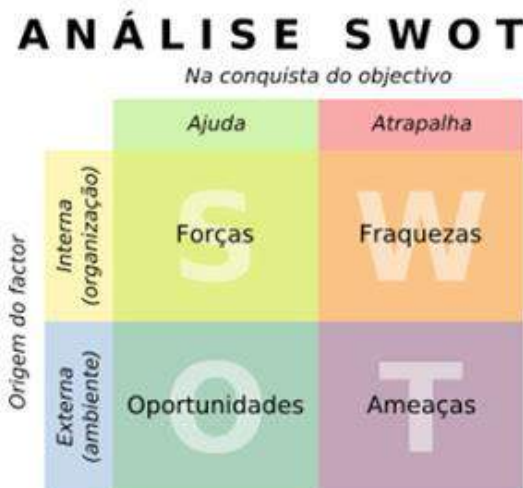 ANÁLISE SWOT
Na conquista do objectivo
Ajuda
Atrapalha
Origem do factor
Interna
(organização)
S
Forças
W
Fraquezas
Externa
(ambiente)
O
Oportunidades
T
Ameaças